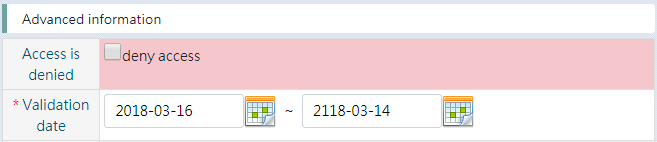 Advanced information
Access is
denied
deny access
* Validation
date
2018-03-16 ~ 2118-03-14